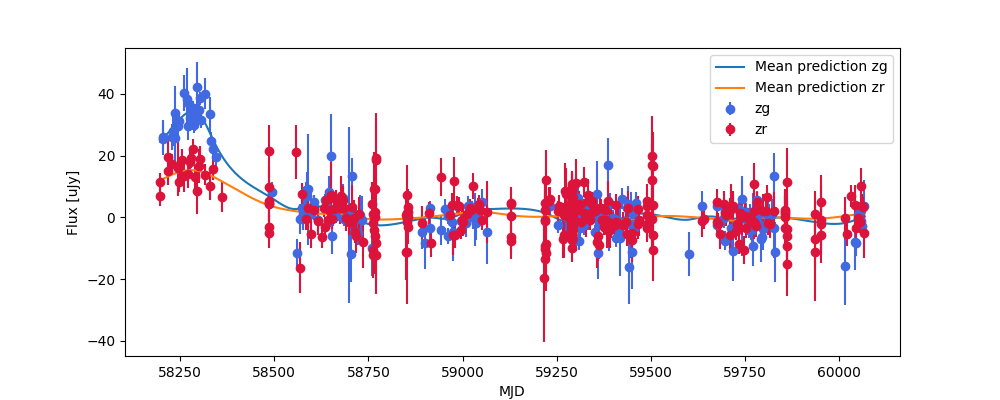 Mean prediction zg
Mean prediction zr
zg
zr
Flux [uJy]
40
20
0
−20
−40
58250
58500
58750
59000
59250
59500
59750
60000
MJD